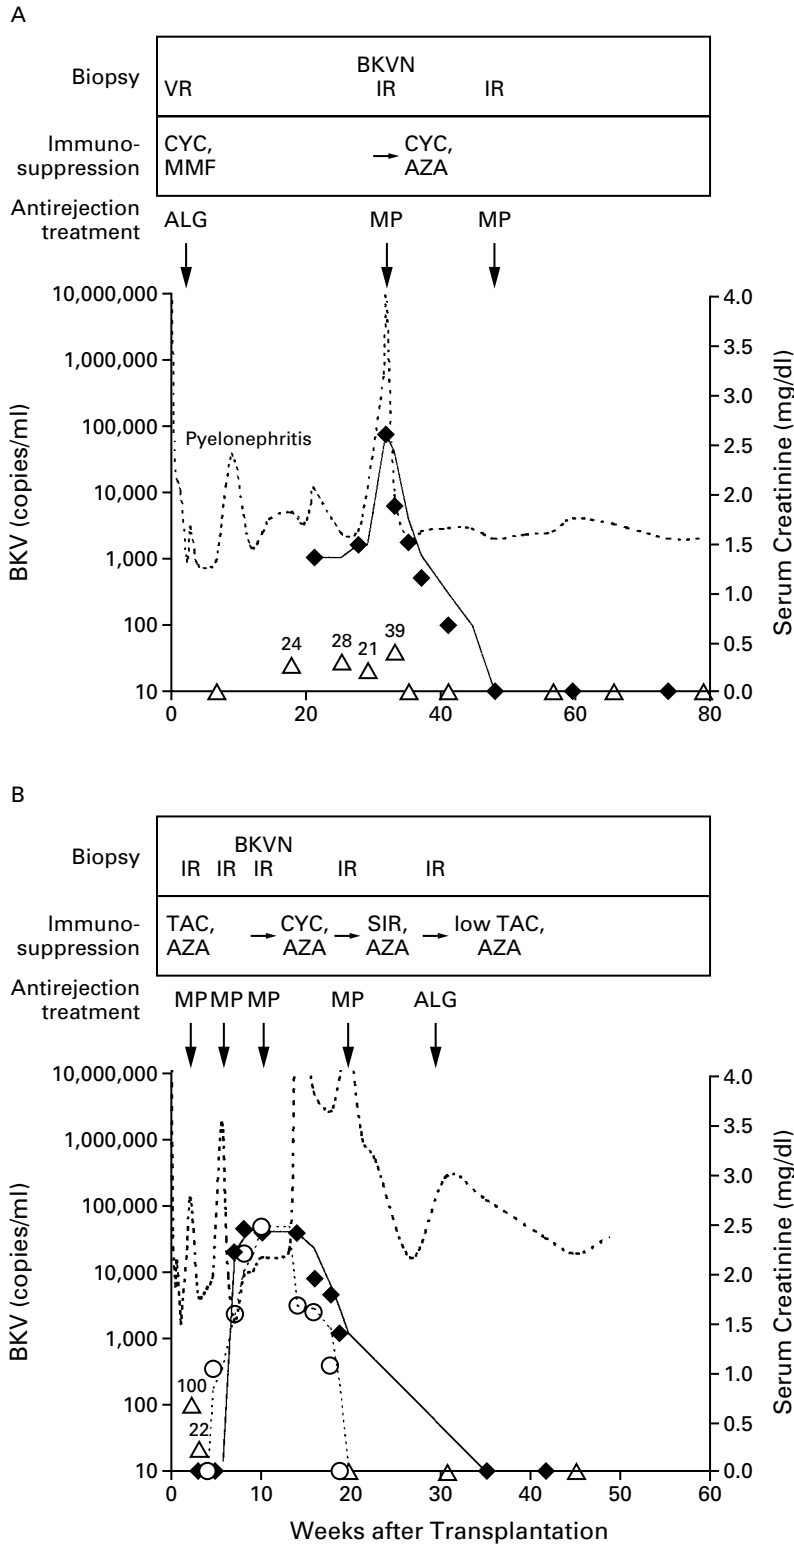 A
Biopsy
VR
BKVN
IR
IR
Immuno-
suppression
CYC,
MMF
CYC,
AZA
Antirejection
treatment
ALG
MP
MP
BKV (copies/ml)
10,000,000
1,000,000
100,000
10,000
1,000
100
10
Pyelonephritis
24
28
21
39
4.0
3.5
3.0
2.5
2.0
1.5
1.0
0.5
0.0
Serum Creatinine (mg/dl)
0
20
40
60
80
B
Biopsy
IR
IR
BKVN
IR
IR
IR
Immuno-
suppression
TAC,
AZA
CYC,
AZA
SIR,
AZA
low TAC,
AZA
Antirejection
treatment
MP
MP
MP
MP
ALG
BKV (copies/ml)
10,000,000
1,000,000
100,000
10,000
1,000
100
10
100
22
4.0
3.5
3.0
2.5
2.0
1.5
1.0
0.5
0.0
Serum Creatinine (mg/dl)
0
10
20
30
40
50
60
Weeks after Transplantation